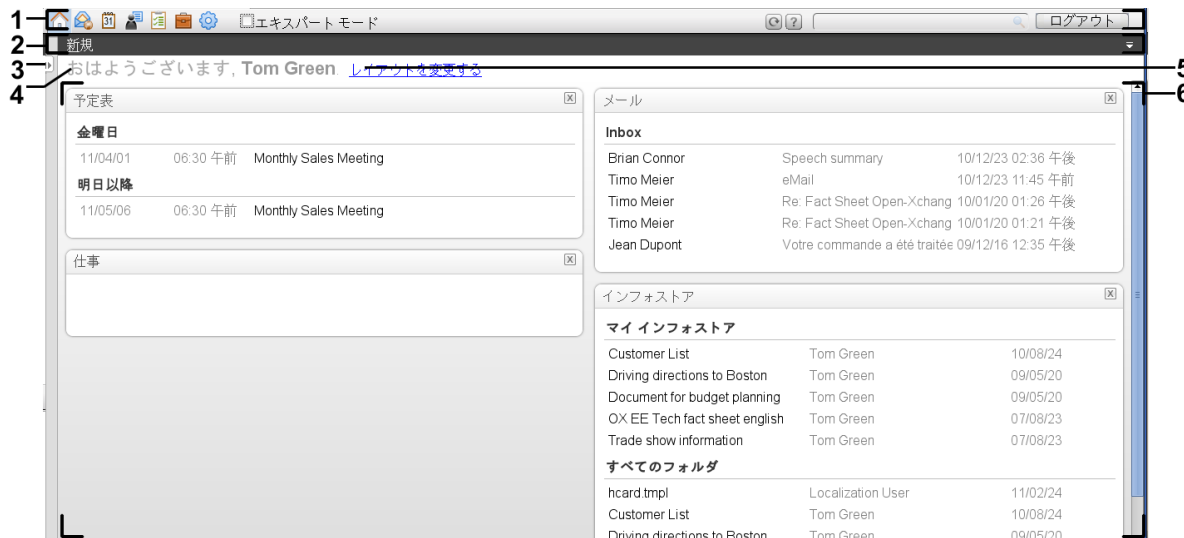 1
31
エキスパート モード
?
ログアウト
2
新規
3
4
おはようございます, Tom Green
レイアウトを変更する
5
6
予定表
金曜日
11/04/01 06:30 午前 Monthly Sales Meeting
明日以降
11/05/06 06:30 午前 Monthly Sales Meeting
仕事
メール
Inbox
Brian Connor Speech summary 10/12/23 02:36 午後
Timo Meier eMail 10/12/23 11:45 午前
Timo Meier Re: Fact Sheet Open-Xchang 10/01/20 01:26 午後
Timo Meier Re: Fact Sheet Open-Xchang 10/01/20 01:21 午後
Jean Dupont Votre commande a été traitée 09/12/16 12:35 午後
インフォストア
マイ インフォストア
Customer List Tom Green 10/08/24
Driving directions to Boston Tom Green 09/05/20
Document for budget planning Tom Green 09/05/20
OX EE Tech fact sheet english Tom Green 07/08/23
Trade show information Tom Green 07/08/23
すべてのフォルダ
hcard.tmpl Localization User 11/02/24
Customer List Tom Green 10/08/24
Driving directions to Boston Tom Green 09/05/20